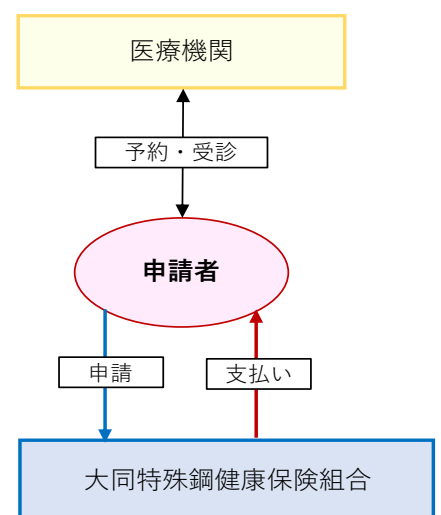 医療機関
予約・受診
申請者
申請
支払い
大同特殊鋼健康保険組合